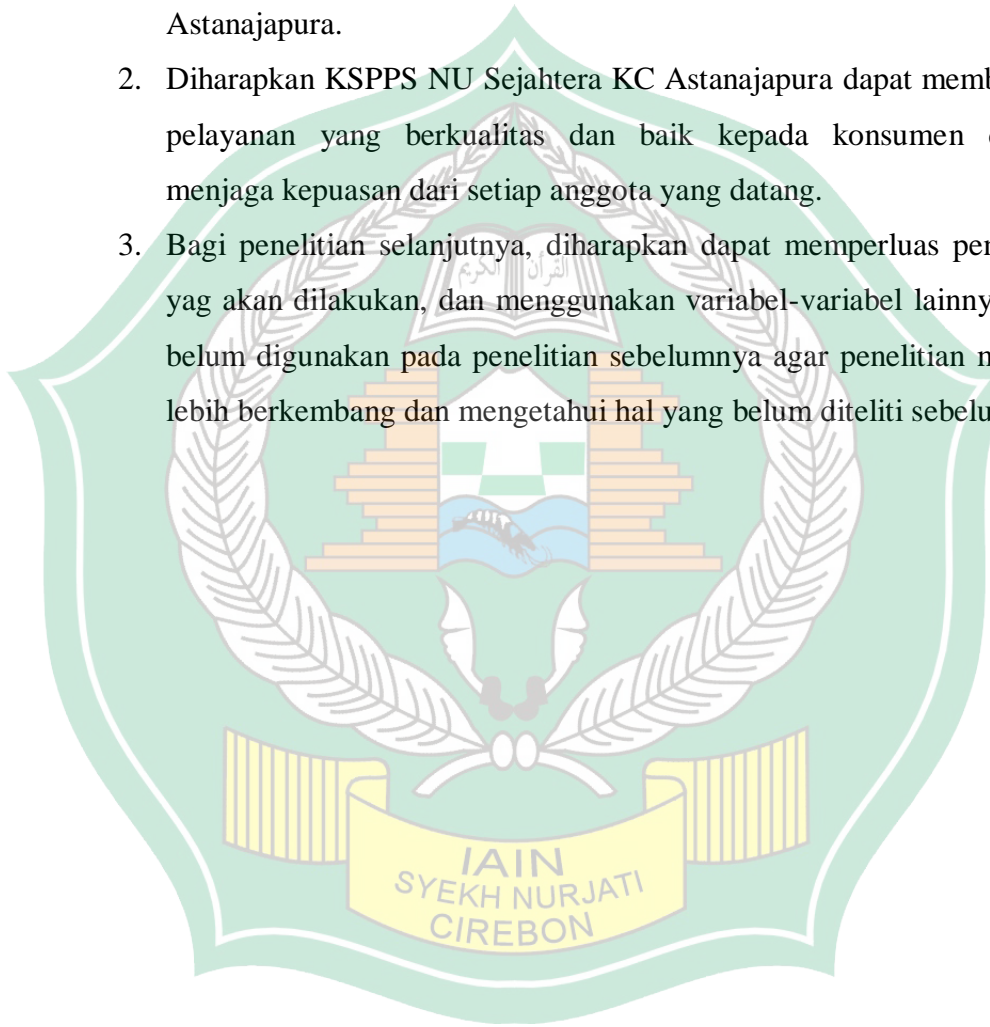 Astanajapura.
2. Diharapkan KSPPS NU Sejahtera KC Astanajapura dapat memb
pelayanan yang berkualitas dan baik kepada konsumen
menjaga kepuasan dari setiap anggota yang datang.
3. Bagi penelitian selanjutnya, diharapkan dapat memperluas pen
yag akan dilakukan, dan menggunakan variabel-variabel lainny
القرآن الكريم
belum digunakan pada penelitian sebelumnya agar penelitian
lebih berkembang dan mengetahui hal yang belum diteliti sebelu
IAIN
SYEKH NURJATI
CIREBON